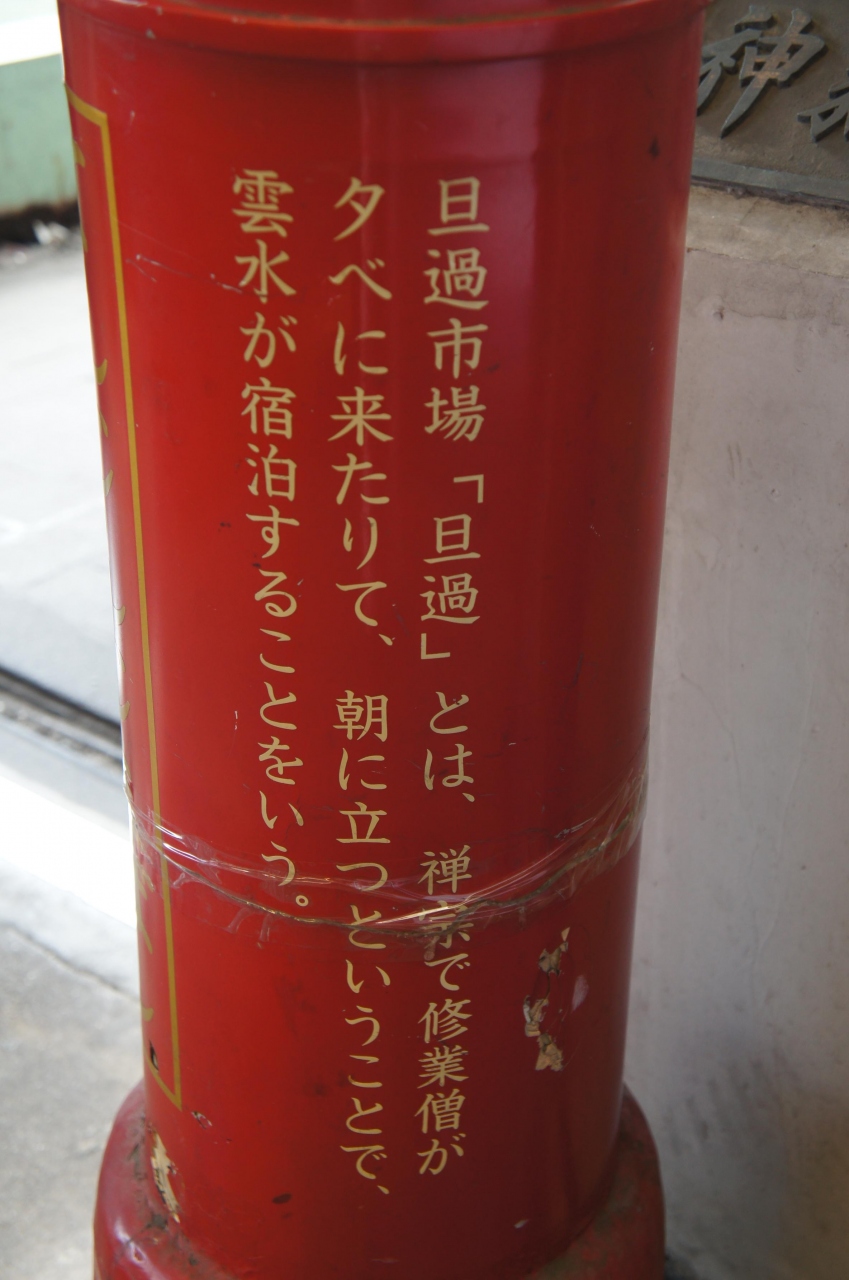 旦過市場「旦過」とは、禅宗で修業僧が
夕べに来たりて、朝に立つということで、
雲水が宿泊することをいう。
神